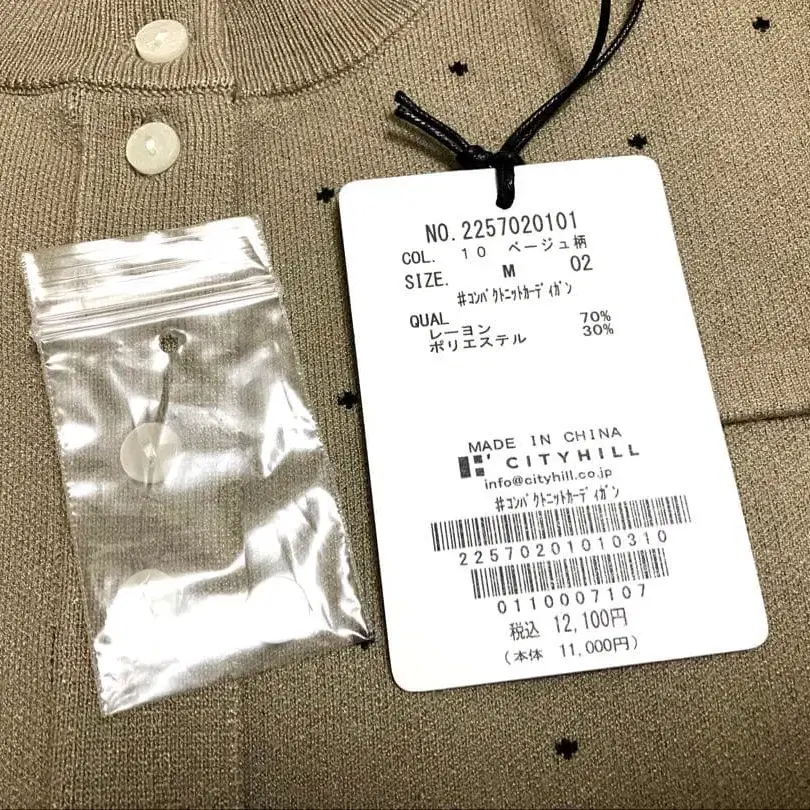 NO.2257020101
COL. 10 ベージュ柄
SIZE. M 02
#ｺﾝﾊﾟｸﾄﾆｯﾄｶｰﾃﾞｨｶﾞﾝ
QUAL
レーヨン 70%
ポリエステル 30%
MADE IN CHINA
CITYHILL
info@cityhill.co.jp
#ｺﾝﾊﾟｸﾄﾆｯﾄｶｰﾃﾞｨｶﾞﾝ
22570201010310
0110007107
税込 12,100円
(本体 11,000円)